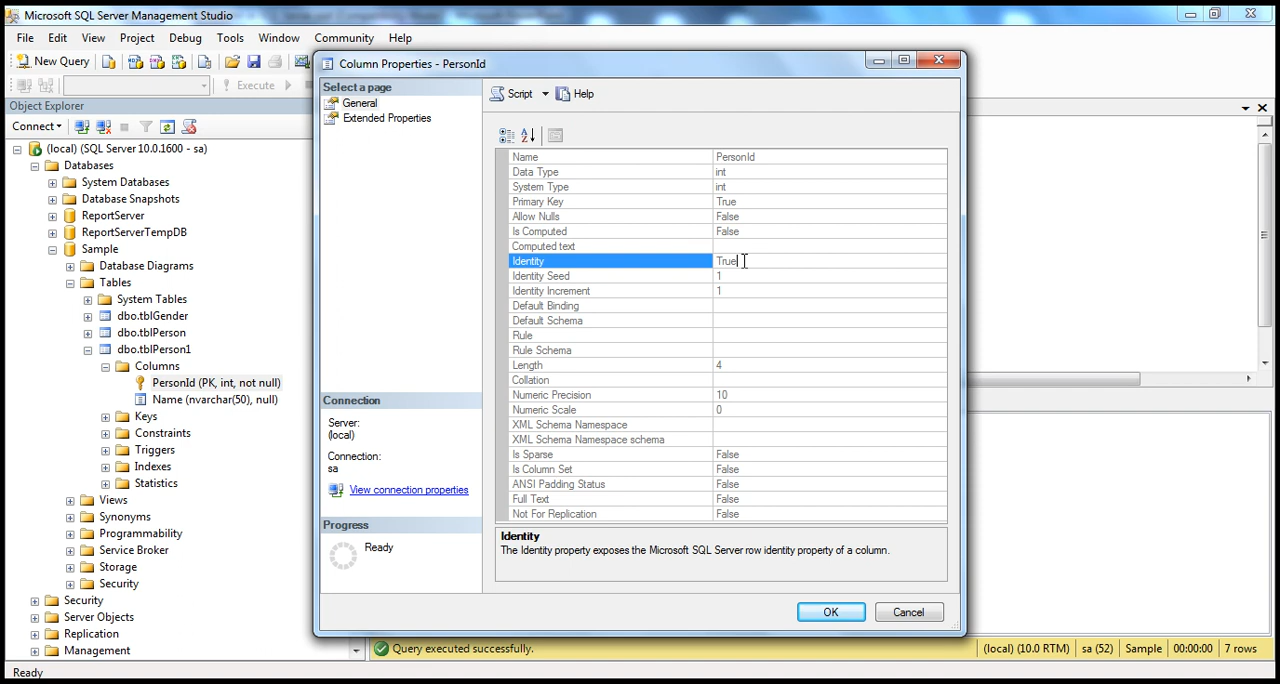 Microsoft SQL Server Management Studio
File Edit View Project Debug Tools Window Community Help
New Query
Execute
Object Explorer
Connect
(local) (SQL Server 10.0.1600 - sa)
Databases
System Databases
Database Snapshots
ReportServer
ReportServerTempDB
Sample
Database Diagrams
Tables
System Tables
dbo.tblGender
dbo.tblPerson
dbo.tblPerson1
Columns
PersonId (PK, int, not null)
Name (nvarchar(50), null)
Keys
Constraints
Triggers
Indexes
Statistics
Views
Synonyms
Programmability
Service Broker
Storage
Security
Security
Server Objects
Replication
Management
Column Properties - PersonId
Select a page
General
Extended Properties
Connection
Server:
(local)
Connection:
sa
View connection properties
Progress
Ready
Script Help
Name PersonId
Data Type int
System Type int
Primary Key True
Allow Nulls False
Is Computed False
Computed text
Identity True
Identity Seed 1
Identity Increment 1
Default Binding
Default Schema
Rule
Rule Schema
Length 4
Collation
Numeric Precision 10
Numeric Scale 0
XML Schema Namespace
XML Schema Namespace schema
Is Sparse False
Is Column Set False
ANSI Padding Status False
Full Text False
Not For Replication False
Identity
The Identity property exposes the Microsoft SQL Server row identity property of a column.
OK Cancel
Query executed successfully. (local) (10.0 RTM) sa (52) Sample 00:00:00 7 rows
Ready